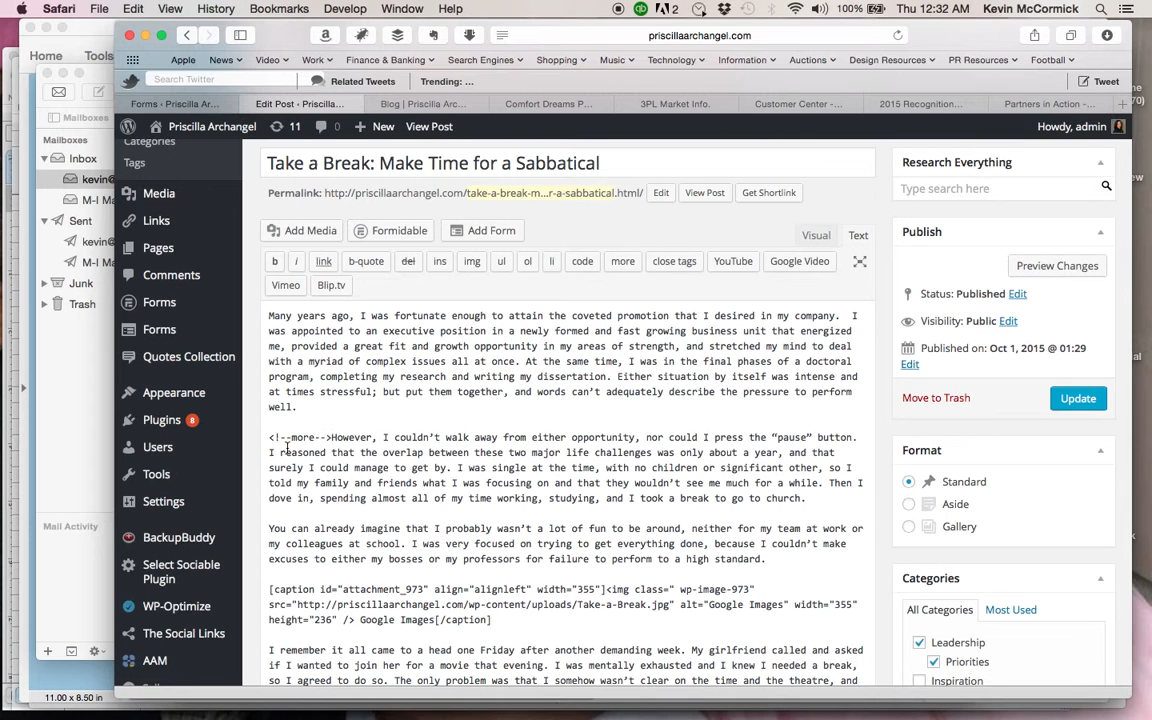 Safari File Edit View History Bookmarks Develop Window Help 2 100% Thu 12:32 AM Kevin McCormick
priscillaarchangel.com
Home Tools
Apple News Video Work Finance & Banking Search Engines Shopping Music Technology Information Auctions Design Resources PR Resources Football
Search Twitter Related Tweets Trending: ... Tweet
Forms ‹ Priscilla Ar... Edit Post ‹ Priscilla... Blog | Priscilla Arc... Comfort Dreams P... 3PL Market Info. Customer Center -... 2015 Recognition... Partners in Action -...
Priscilla Archangel 11 0 New View Post Howdy, admin
Mailboxes
Mailboxes
Inbox
kevin@
M-I Ma
Sent
kevin@
M-I Ma
Junk
Trash
Mail Activity
11.00 x 8.50 in
Categories
Tags
Media
Links
Pages
Comments
Forms
Forms
Quotes Collection
Appearance
Plugins 8
Users
Tools
Settings
BackupBuddy
Select Sociable
Plugin
WP-Optimize
The Social Links
AAM
Take a Break: Make Time for a Sabbatical
Permalink: http://priscillaarchangel.com/take-a-break-m...r-a-sabbatical.html/ Edit View Post Get Shortlink
Add Media Formidable Add Form
Visual Text
b i link b-quote del ins img ul ol li code more close tags YouTube Google Video
Vimeo Blip.tv
Many years ago, I was fortunate enough to attain the coveted promotion that I desired in my company. I
was appointed to an executive position in a newly formed and fast growing business unit that energized
me, provided a great fit and growth opportunity in my areas of strength, and stretched my mind to deal
with a myriad of complex issues all at once. At the same time, I was in the final phases of a doctoral
program, completing my research and writing my dissertation. Either situation by itself was intense and
at times stressful; but put them together, and words can’t adequately describe the pressure to perform
well.
<!--more-->However, I couldn’t walk away from either opportunity, nor could I press the “pause” button.
I reasoned that the overlap between these two major life challenges was only about a year, and that
surely I could manage to get by. I was single at the time, with no children or significant other, so I
told my family and friends what I was focusing on and that they wouldn’t see me much for a while. Then I
dove in, spending almost all of my time working, studying, and I took a break to go to church.
You can already imagine that I probably wasn’t a lot of fun to be around, neither for my team at work or
my colleagues at school. I was very focused on trying to get everything done, because I couldn’t make
excuses to either my bosses or my professors for failure to perform to a high standard.
[caption id="attachment_973" align="alignleft" width="355"]<img class=" wp-image-973"
src="http://priscillaarchangel.com/wp-content/uploads/Take-a-Break.jpg" alt="Google Images" width="355"
height="236" /> Google Images[/caption]
I remember it all came to a head one Friday after another demanding week. My girlfriend called and asked
if I wanted to join her for a movie that evening. I was mentally exhausted and I knew I needed a break,
so I agreed to do so. The only problem was that I somehow wasn’t clear on the time and the theatre, and
Research Everything
Type search here
Publish
Preview Changes
Status: Published Edit
Visibility: Public Edit
Published on: Oct 1, 2015 @ 01:29
Edit
Move to Trash Update
Format
Standard
Aside
Gallery
Categories
All Categories Most Used
Leadership
Priorities
Inspiration